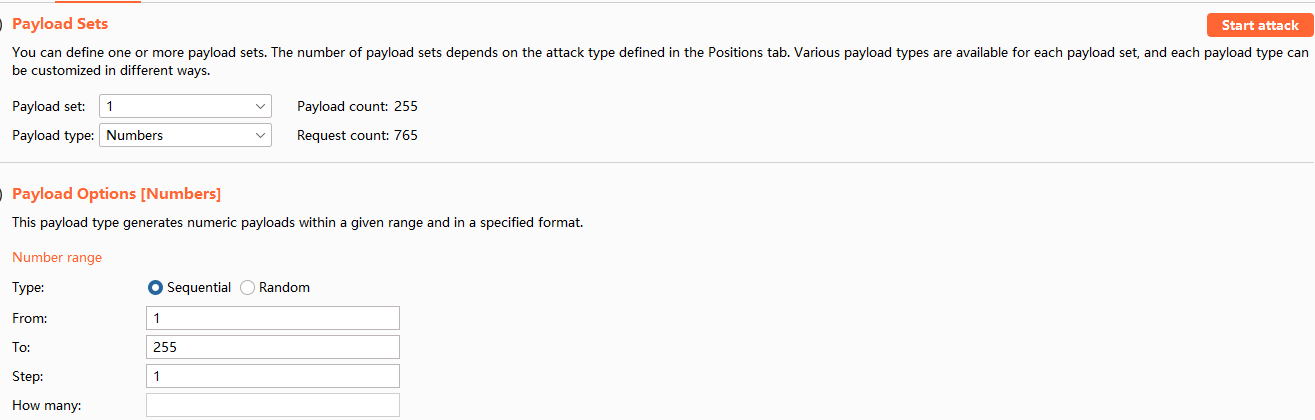 Payload Sets
Start attack
You can define one or more payload sets. The number of payload sets depends on the attack type defined in the Positions tab. Various payload types are available for each payload set, and each payload type can
be customized in different ways.
Payload set: 1 Payload count: 255
Payload type: Numbers Request count: 765
Payload Options [Numbers]
This payload type generates numeric payloads within a given range and in a specified format.
Number range
Type: Sequential Random
From: 1
To: 255
Step: 1
How many: